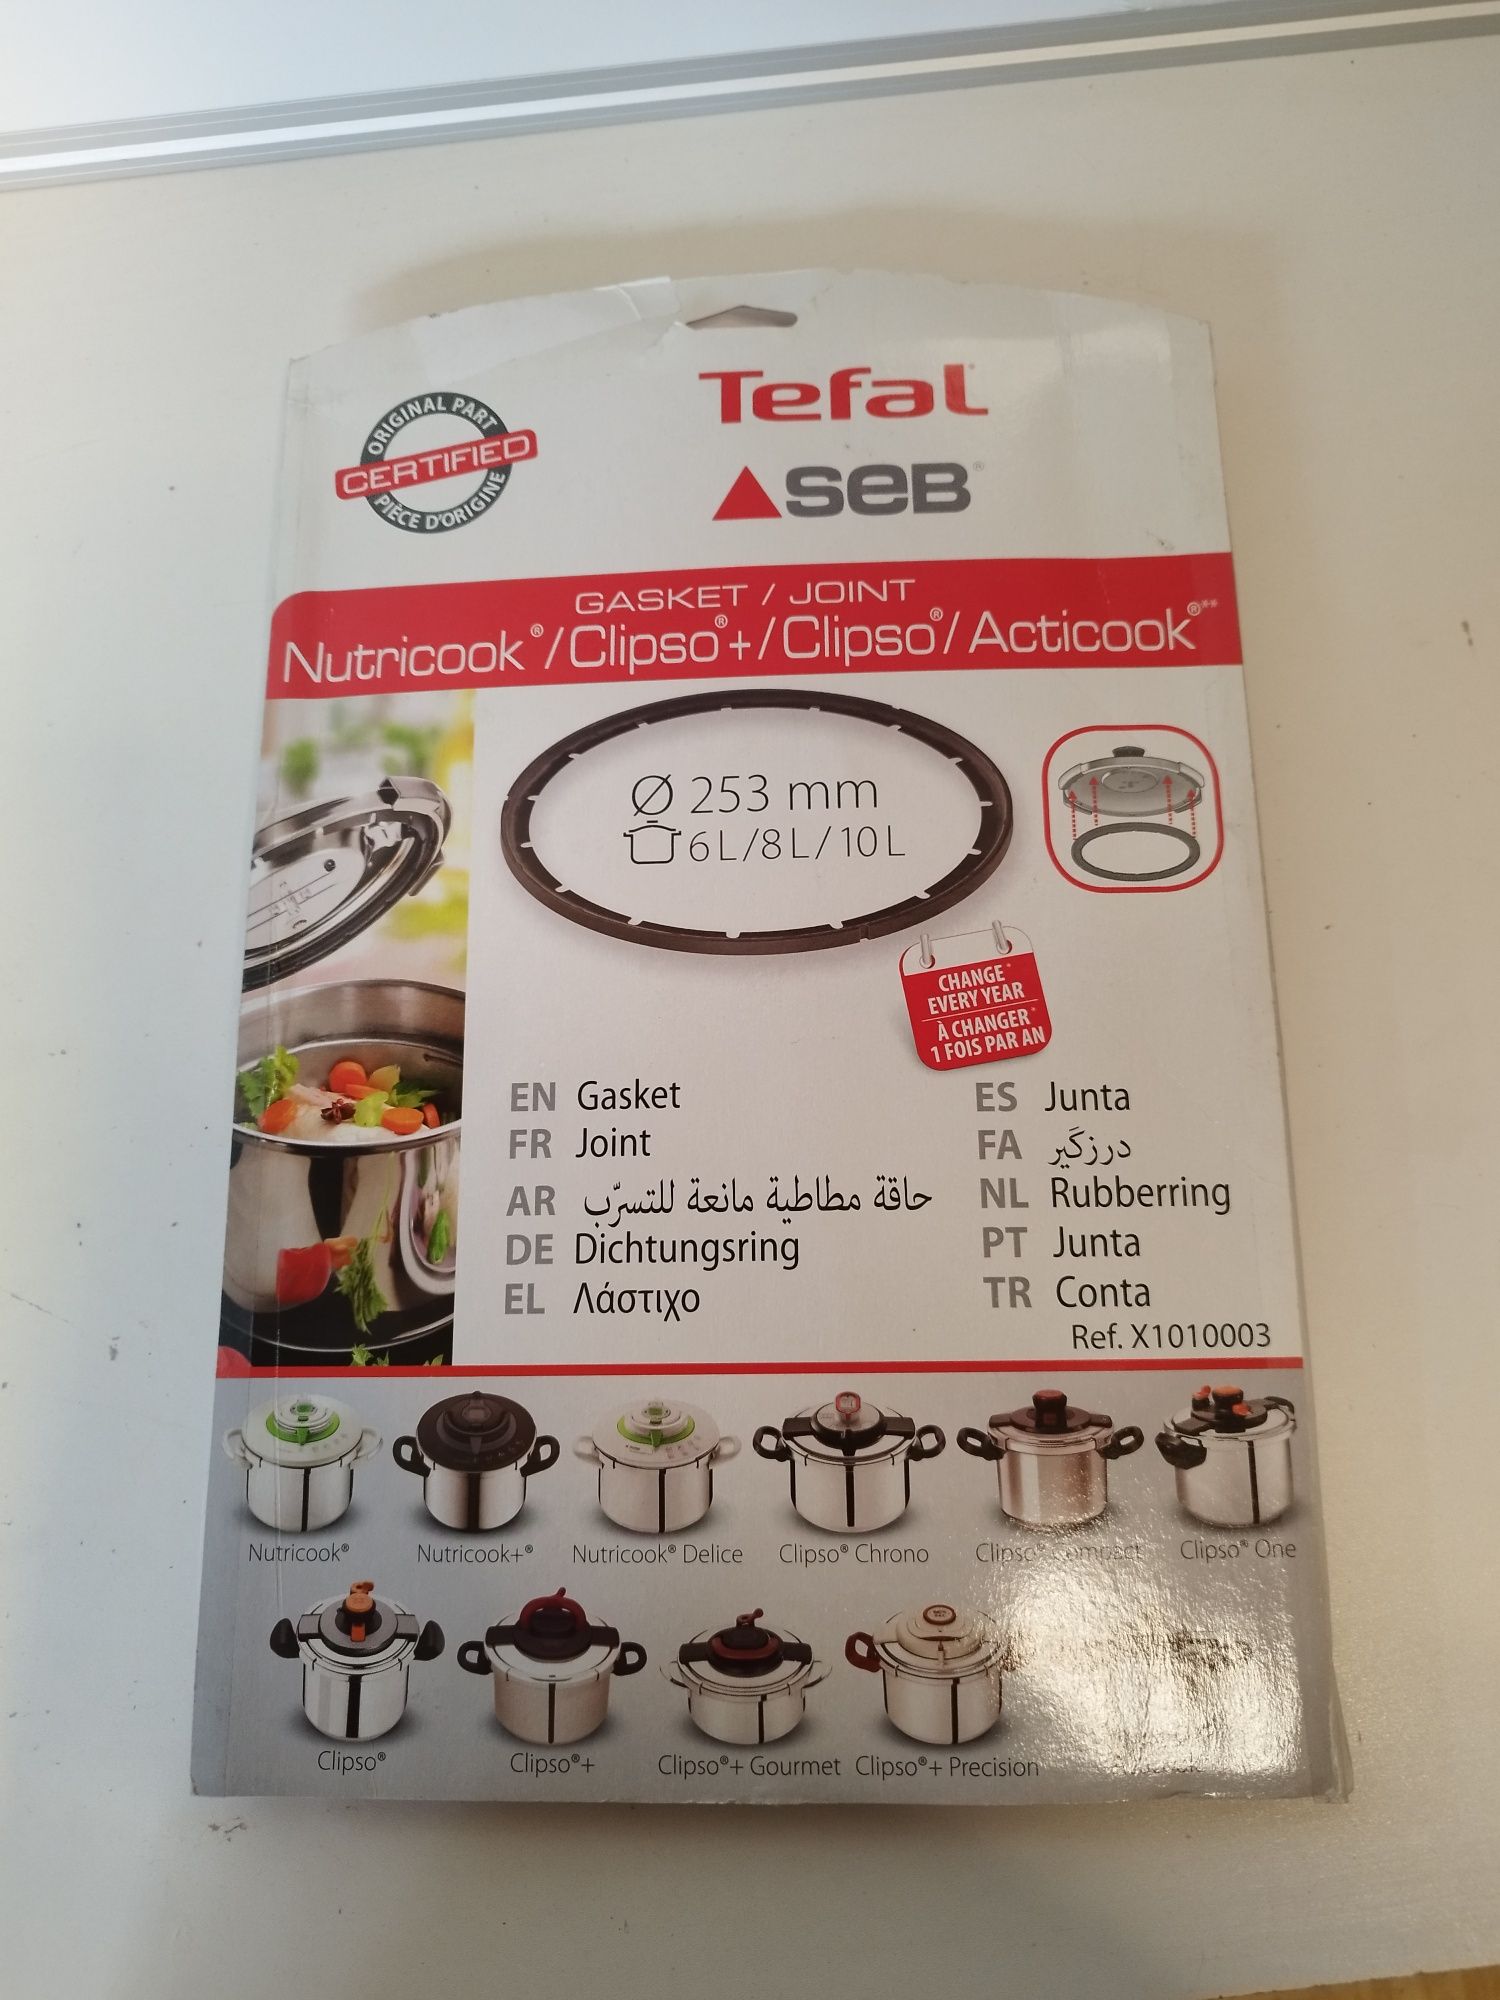 ORIGINAL PART
CERTIFIED
PIÈCE D'ORIGINE
Tefal
SEB®
GASKET / JOINT
Nutricook®/Clipso®+/Clipso®/Acticook®**
Ø 253 mm
6L/8L/10L
CHANGE*
EVERY YEAR
À CHANGER*
1 FOIS PAR AN
EN Gasket
FR Joint
AR حافة مطاطية مانعة للتسرّب
DE Dichtungsring
EL Λάστιχο
ES Junta
FA درزگیر
NL Rubberring
PT Junta
TR Conta
Ref. X1010003
Nutricook® Nutricook+® Nutricook® Delice Clipso® Chrono Clipso® Compact Clipso® One
Clipso® Clipso®+ Clipso®+ Gourmet Clipso®+ Precision